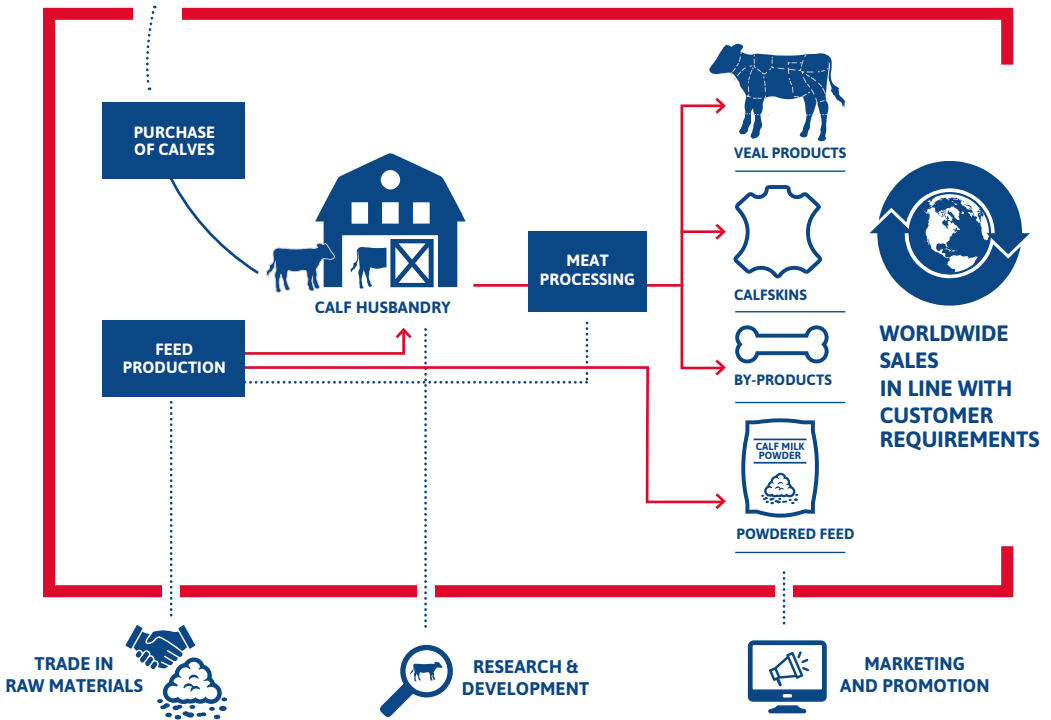 PURCHASE
OF CALVES
CALF HUSBANDRY
FEED
PRODUCTION
MEAT
PROCESSING
VEAL PRODUCTS
CALFSKINS
BY-PRODUCTS
CALF MILK
POWDER
POWDERED FEED
WORLDWIDE
SALES
IN LINE WITH
CUSTOMER
REQUIREMENTS
TRADE IN
RAW MATERIALS
RESEARCH &
DEVELOPMENT
MARKETING
AND PROMOTION